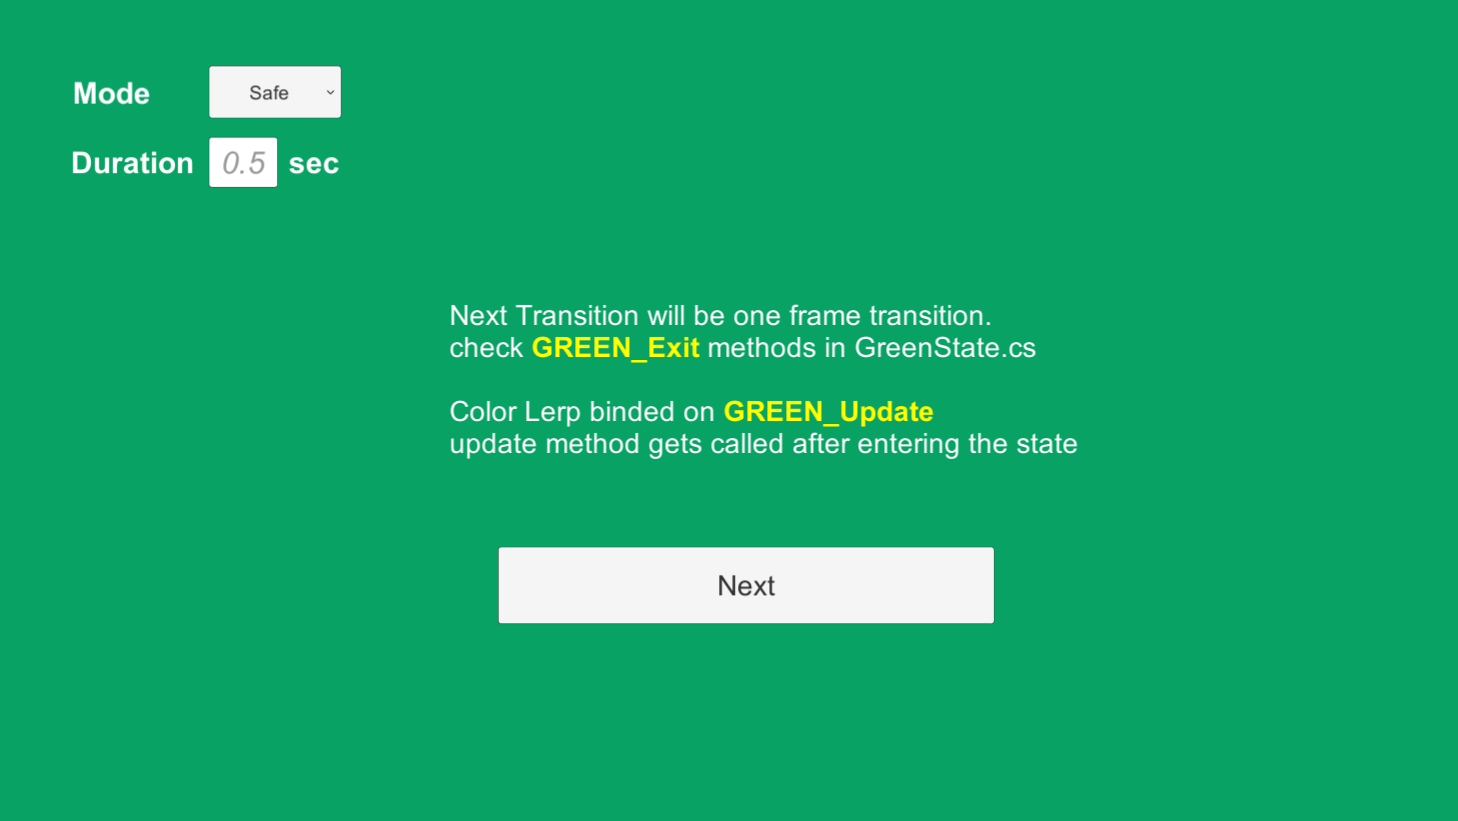 Mode Safe
Duration 0.5 sec
Next Transition will be one frame transition.
check GREEN_Exit methods in GreenState.cs
Color Lerp binded on GREEN_Update
update method gets called after entering the state
Next